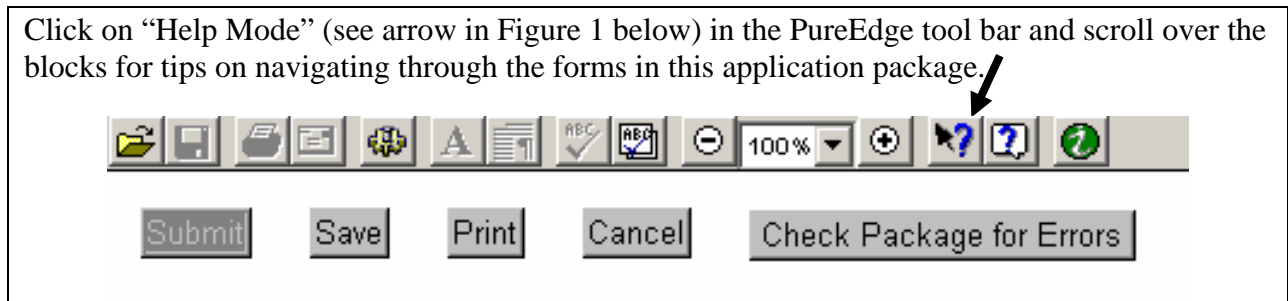 Click on “Help Mode” (see arrow in Figure 1 below) in the PureEdge tool bar and scroll over the
blocks for tips on navigating through the forms in this application package.
ABC ABC 100%
Submit Save Print Cancel Check Package for Errors